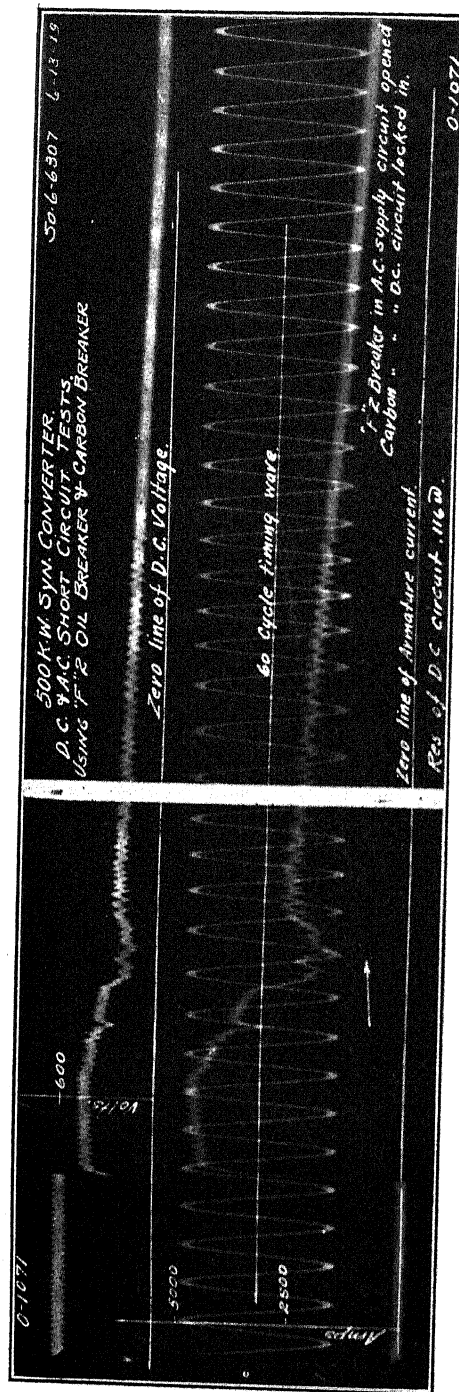 0-1071
500 K.W. SYN. CONVERTER.
D.C. & A.C. SHORT CIRCUIT TESTS,
USING "F" 2 OIL BREAKER & CARBON BREAKER
50-6-6307 6-13-19
600
Volts.
Zero line of D.C. Voltage.
5000
60 Cycle timing wave
2500
Amps
"F" 2 Breaker in A.C. supply circuit opened
Carbon " " " D.C. circuit locked in.
Zero line of Armature current
Res of D.C circuit .116 ω
0-1071